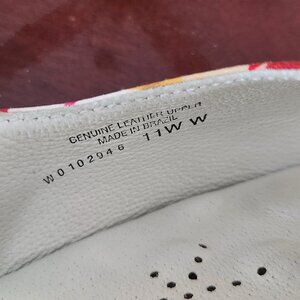 GENUINE LEATHER UPPER
MADE IN BRAZIL
W0102946 11W W